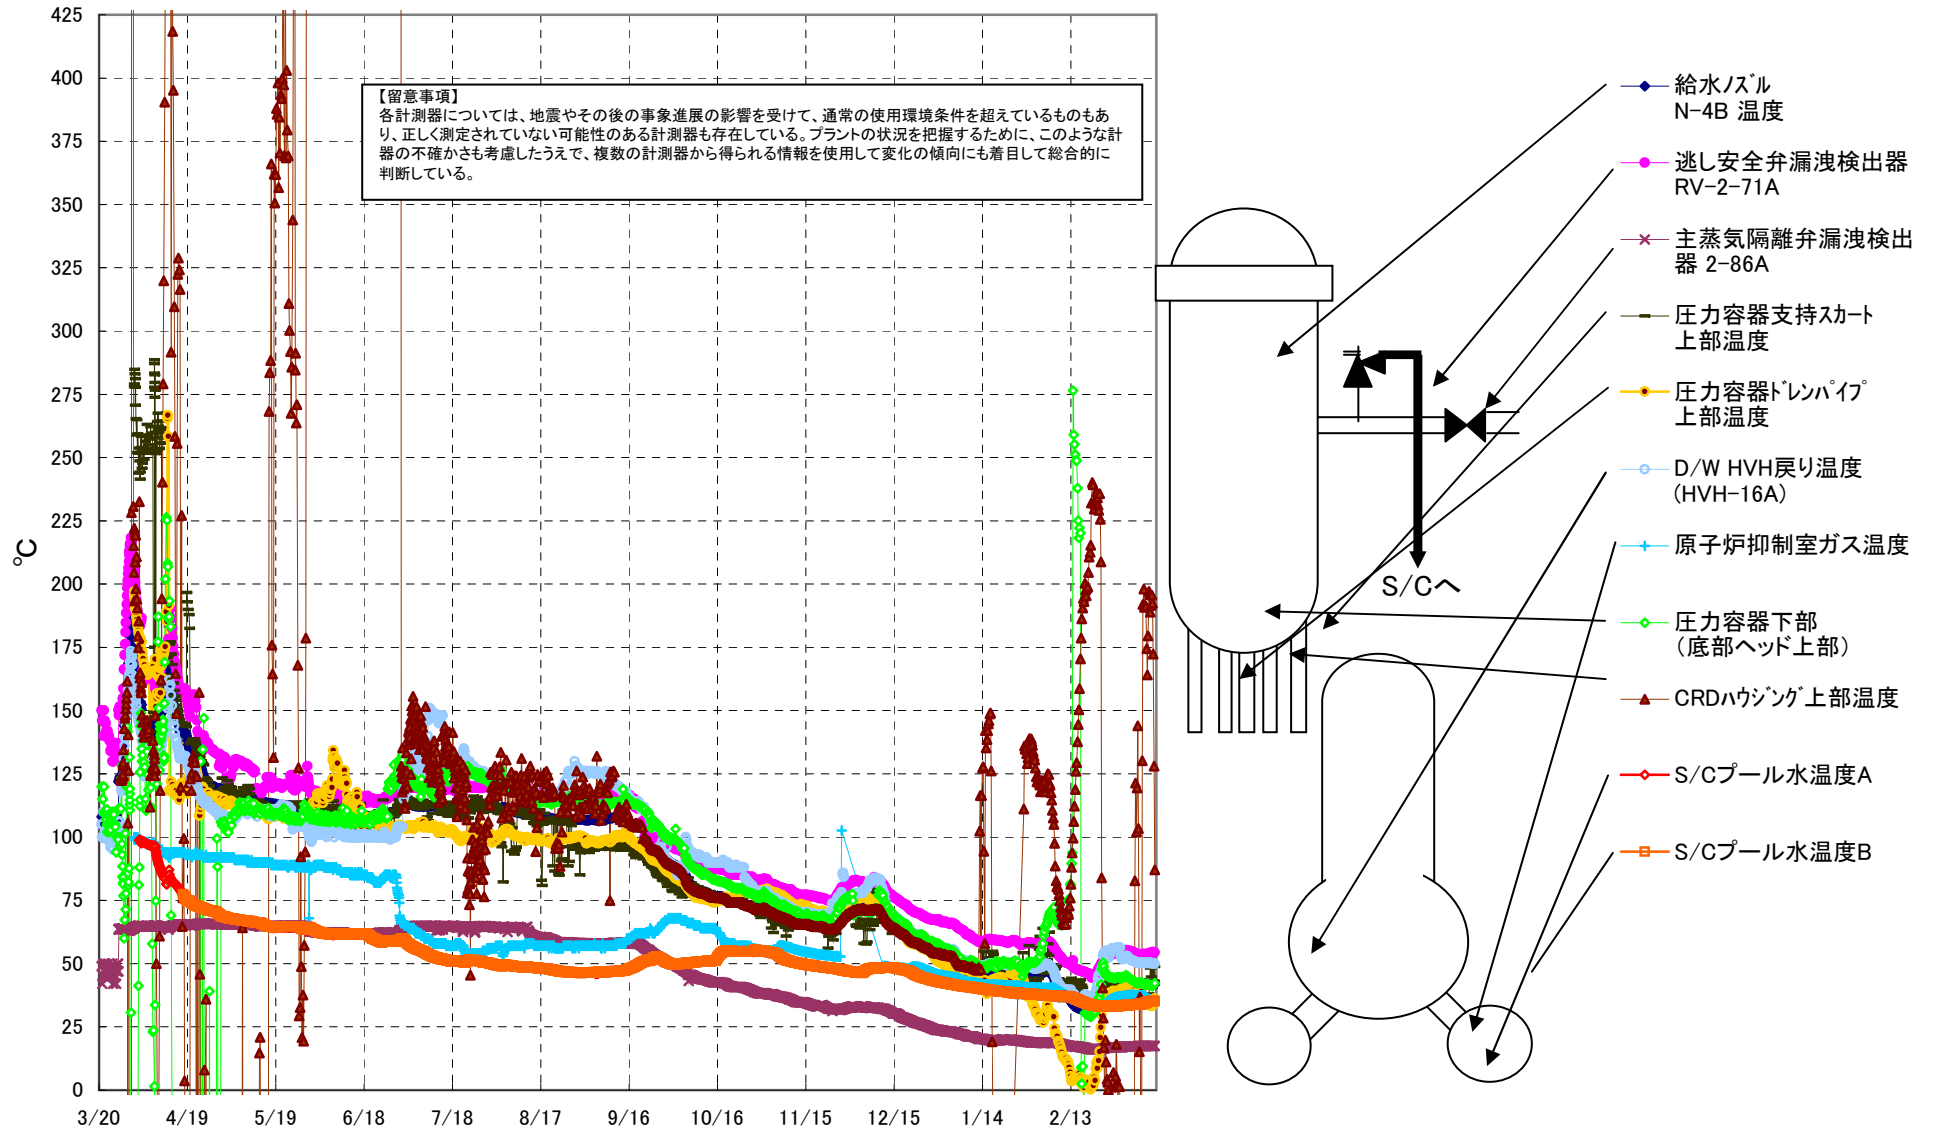 425
400
375
350
325
300
275
250
225
200
175
150
125
100
75
50
25
0
℃
3/20 4/19 5/19 6/18 7/18 8/17 9/16 10/16 11/15 12/15 1/14 2/13
【留意事項】
各計測器については、地震やその後の事象進展の影響を受けて、通常の使用環境条件を超えているものもあ
り、正しく測定されていない可能性のある計測器も存在している。プラントの状況を把握するために、このような計
器の不確かさも考慮したうえで、複数の計測器から得られる情報を使用して変化の傾向にも着目して総合的に
判断している。
S/Cへ
給水ﾉｽﾞﾙ
N-4B 温度
逃し安全弁漏洩検出器
RV-2-71A
主蒸気隔離弁漏洩検出
器 2-86A
圧力容器支持ｽｶｰﾄ
上部温度
圧力容器ﾄﾞﾚﾝﾊﾟｲﾌﾟ
上部温度
D/W HVH戻り温度
(HVH-16A)
原子炉抑制室ガス温度
圧力容器下部
（底部ヘッド上部）
CRDﾊｳｼﾞﾝｸﾞ上部温度
S/Cプール水温度A
S/Cプール水温度B